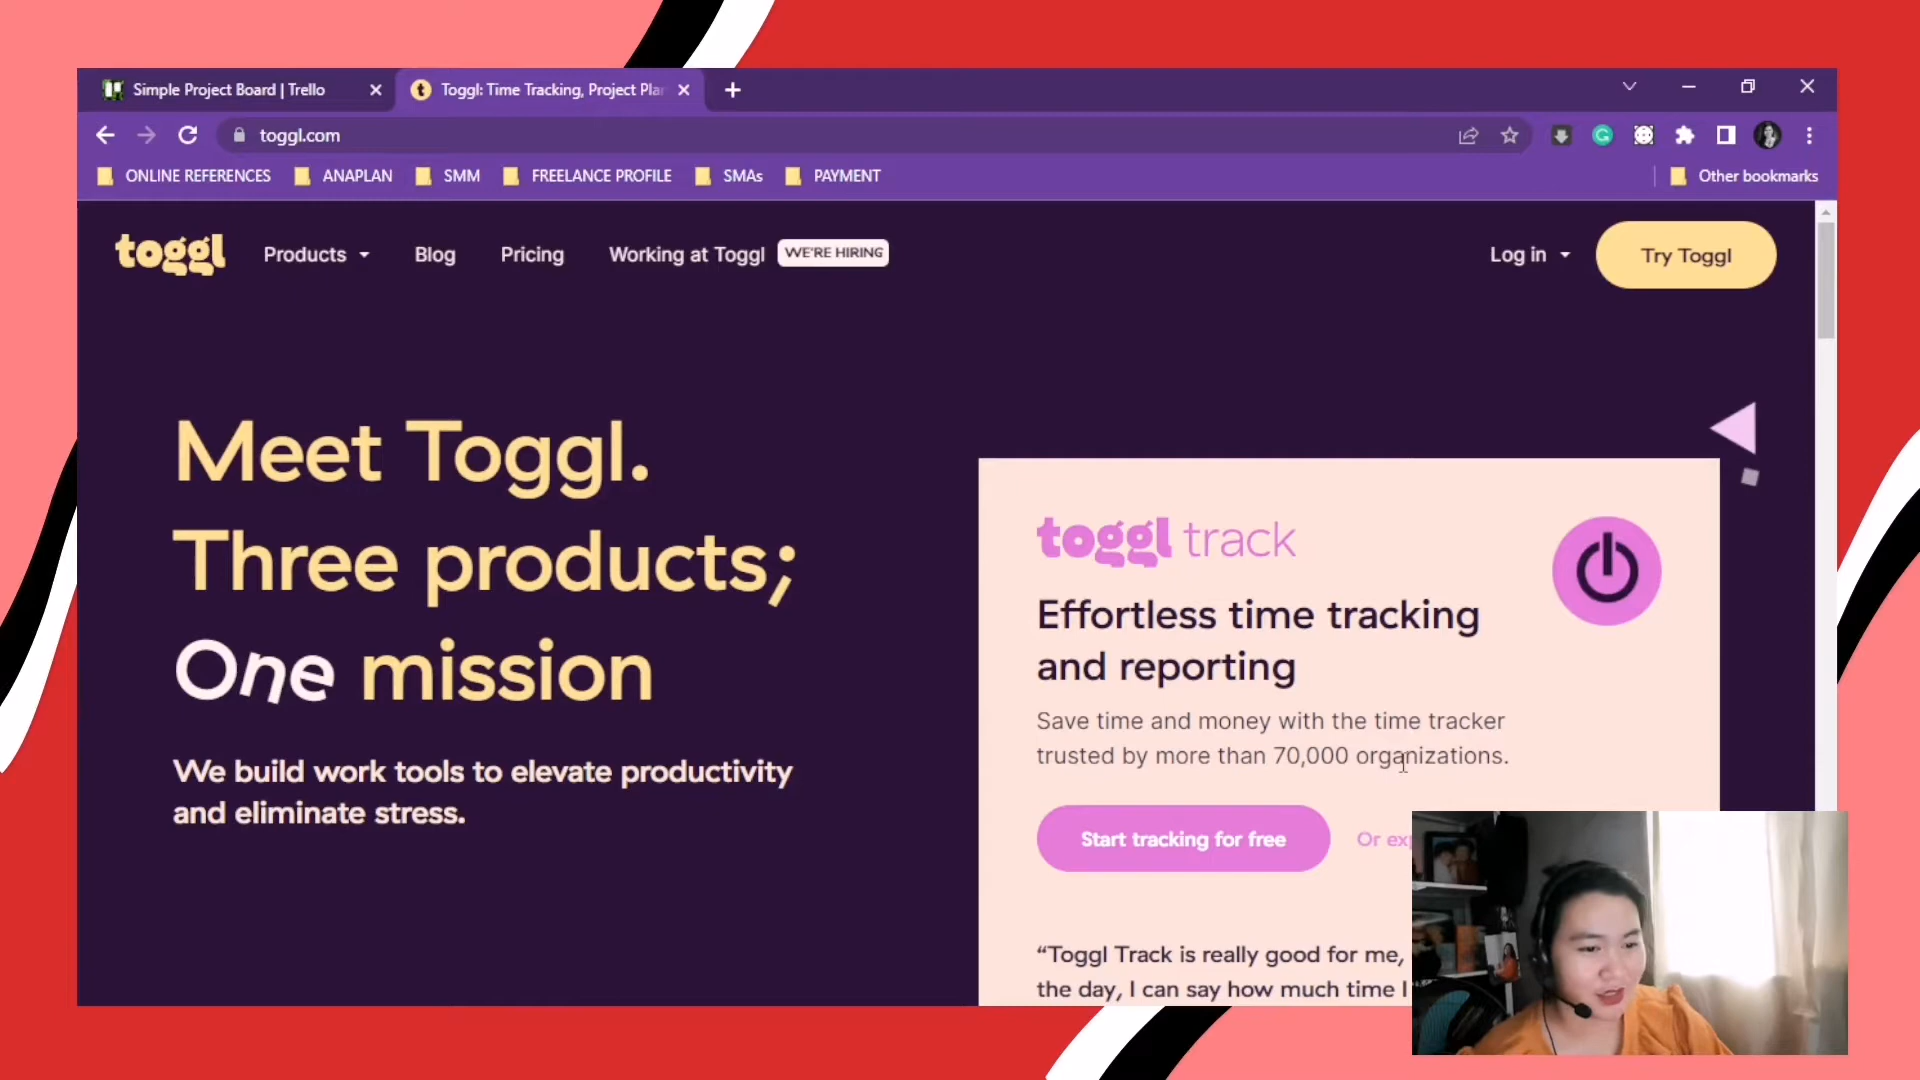 Simple Project Board | Trello
Toggl: Time Tracking, Project Plan
toggl.com
ONLINE REFERENCES
ANAPLAN
SMM
FREELANCE PROFILE
SMAs
PAYMENT
Other bookmarks
toggl
Products
Blog
Pricing
Working at Toggl
WE'RE HIRING
Log in
Try Toggl
Meet Toggl.
Three products;
One mission
We build work tools to elevate productivity
and eliminate stress.
toggl track
Effortless time tracking
and reporting
Save time and money with the time tracker
trusted by more than 70,000 organizations.
Start tracking for free
Or
“Toggl Track is really good for me,
the day, I can say how much time I